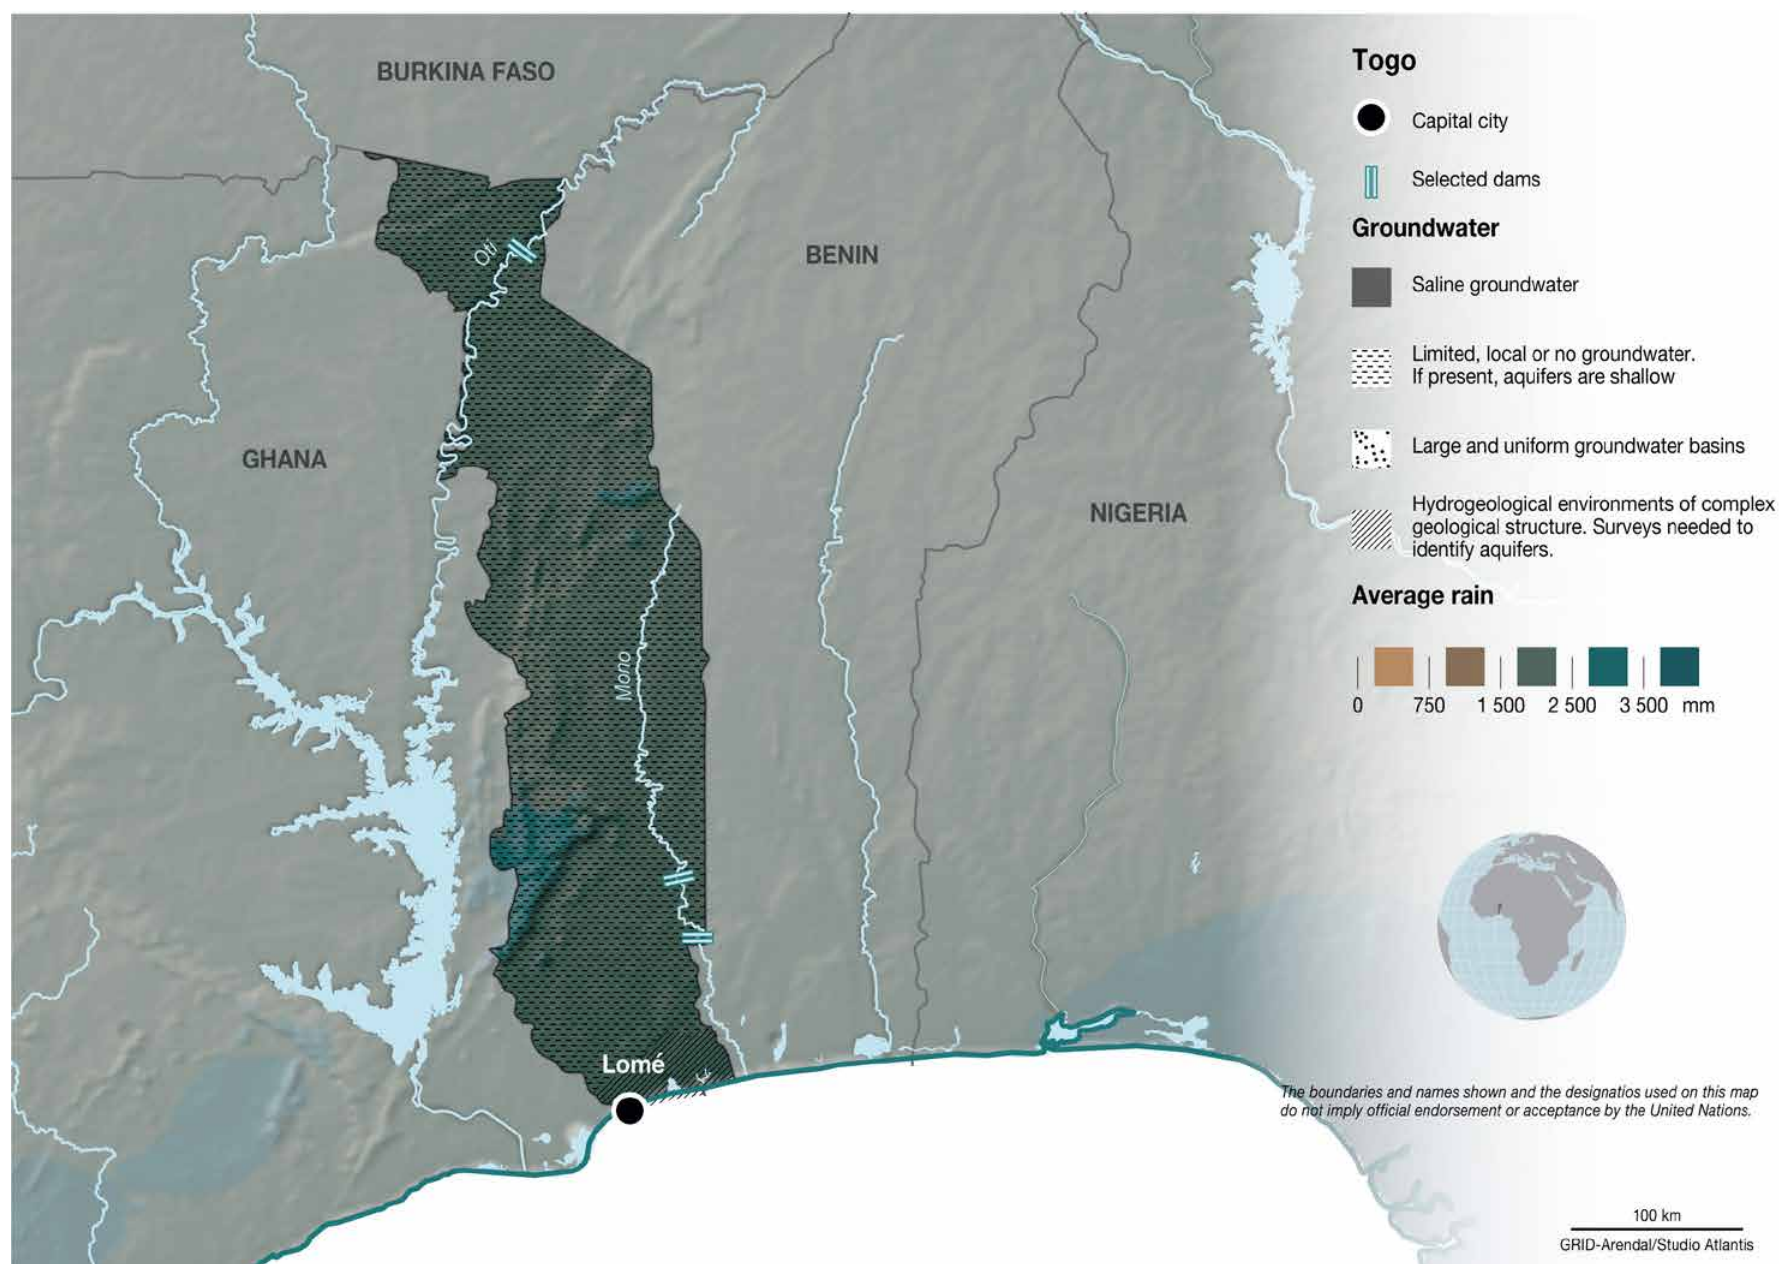 BURKINA FASO
BENIN
GHANA
NIGERIA
Oti
Mono
Lomé
Togo
Capital city
Selected dams
Groundwater
Saline groundwater
Limited, local or no groundwater.
If present, aquifers are shallow
Large and uniform groundwater basins
Hydrogeological environments of complex
geological structure. Surveys needed to
identify aquifers.
Average rain
0 750 1 500 2 500 3 500 mm
The boundaries and names shown and the designatios used on this map
do not imply official endorsement or acceptance by the United Nations.
100 km
GRID-Arendal/Studio Atlantis